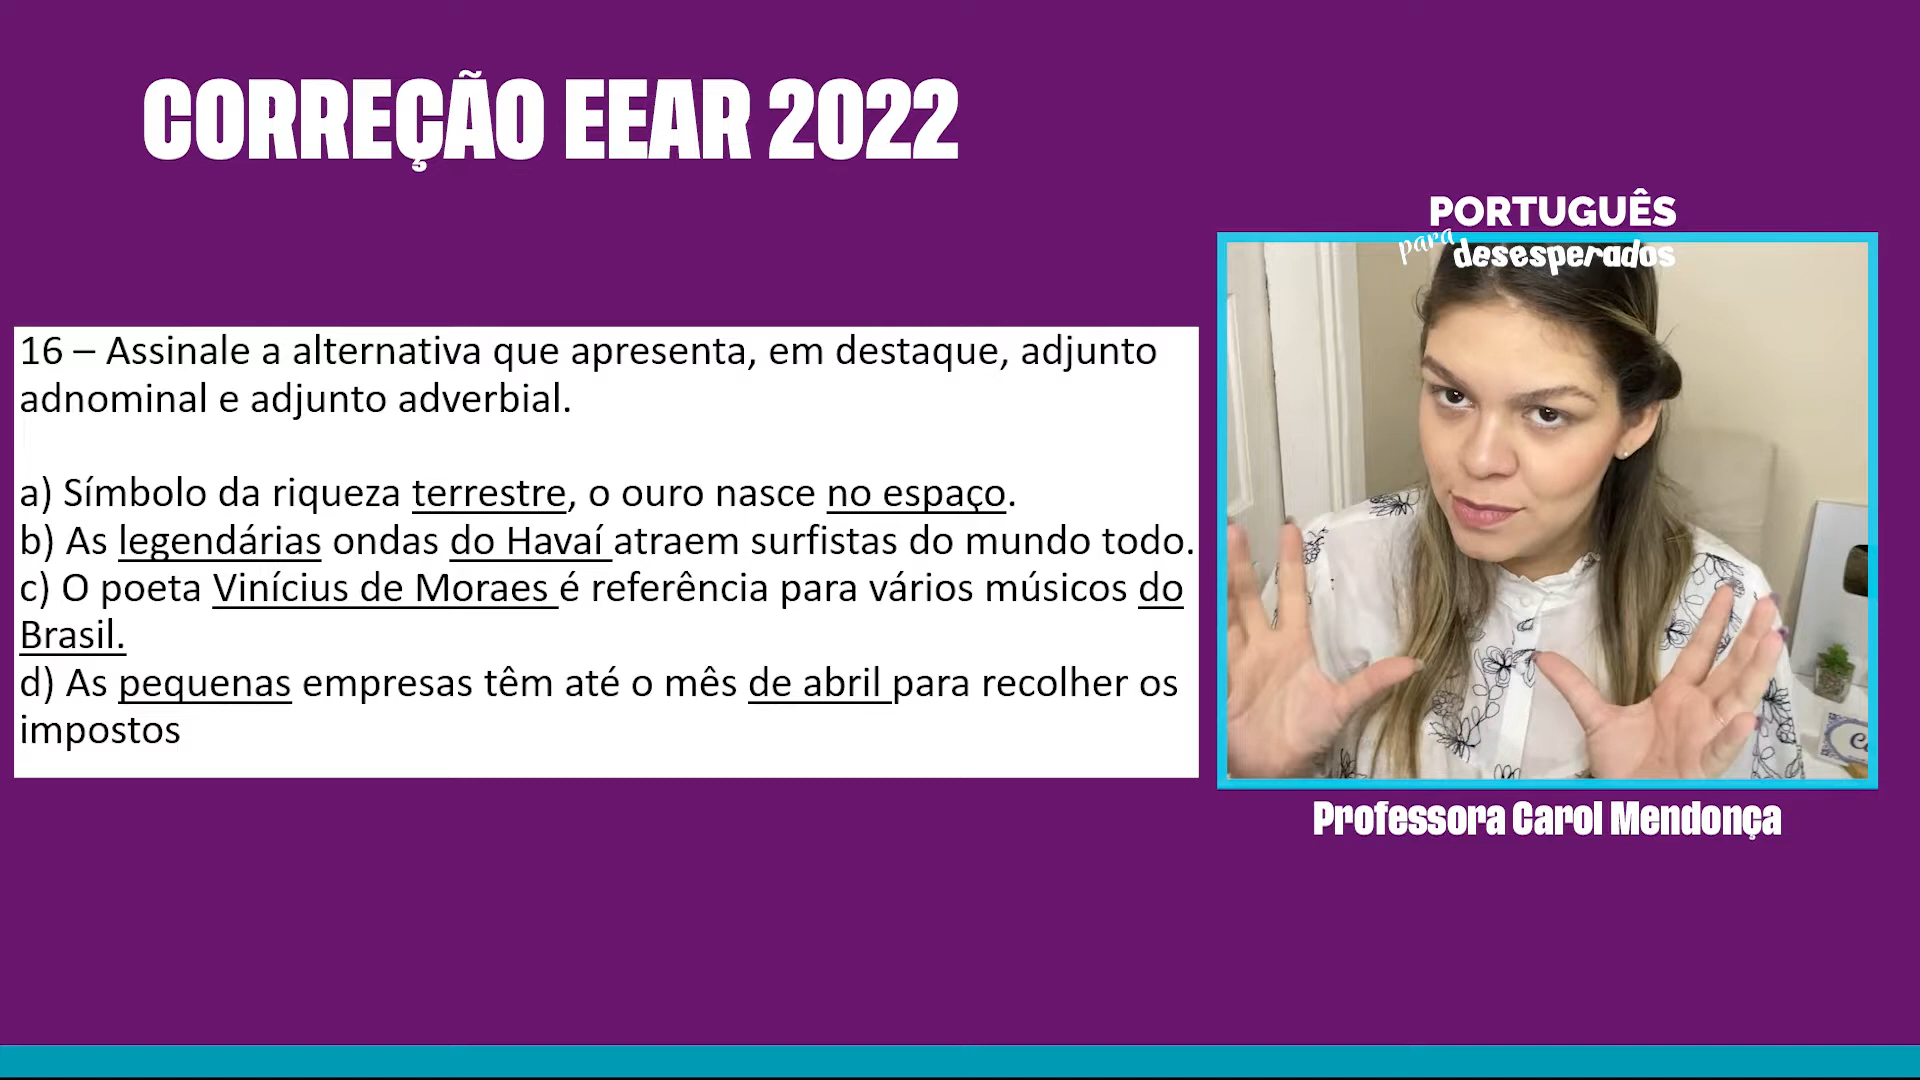 CORREÇÃO EEAR 2022
PORTUGUÊS
para desesperados
16 – Assinale a alternativa que apresenta, em destaque, adjunto
adnominal e adjunto adverbial.
a) Símbolo da riqueza terrestre, o ouro nasce no espaço.
b) As legendárias ondas do Havaí atraem surfistas do mundo todo.
c) O poeta Vinícius de Moraes é referência para vários músicos do
Brasil.
d) As pequenas empresas têm até o mês de abril para recolher os
impostos
Professora Carol Mendonça